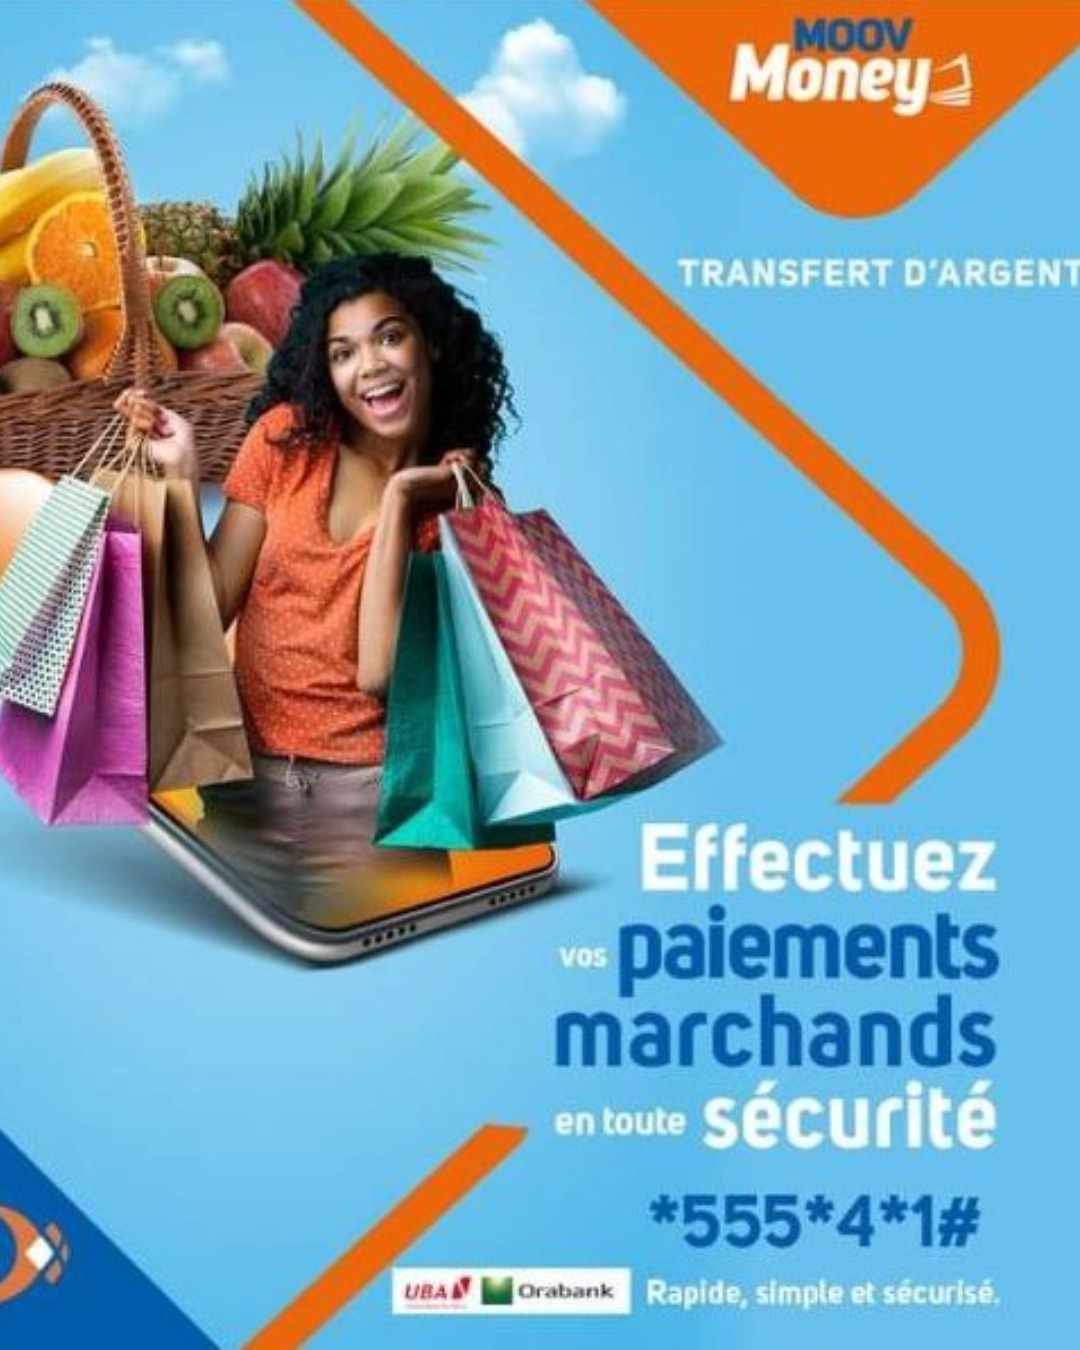 MOOV
Money
TRANSFERT D'ARGENT
Effectuez
vos paiements
marchands
en toute sécurité
*555*4*1#
UBA Orabank Rapide, simple et sécurisé.